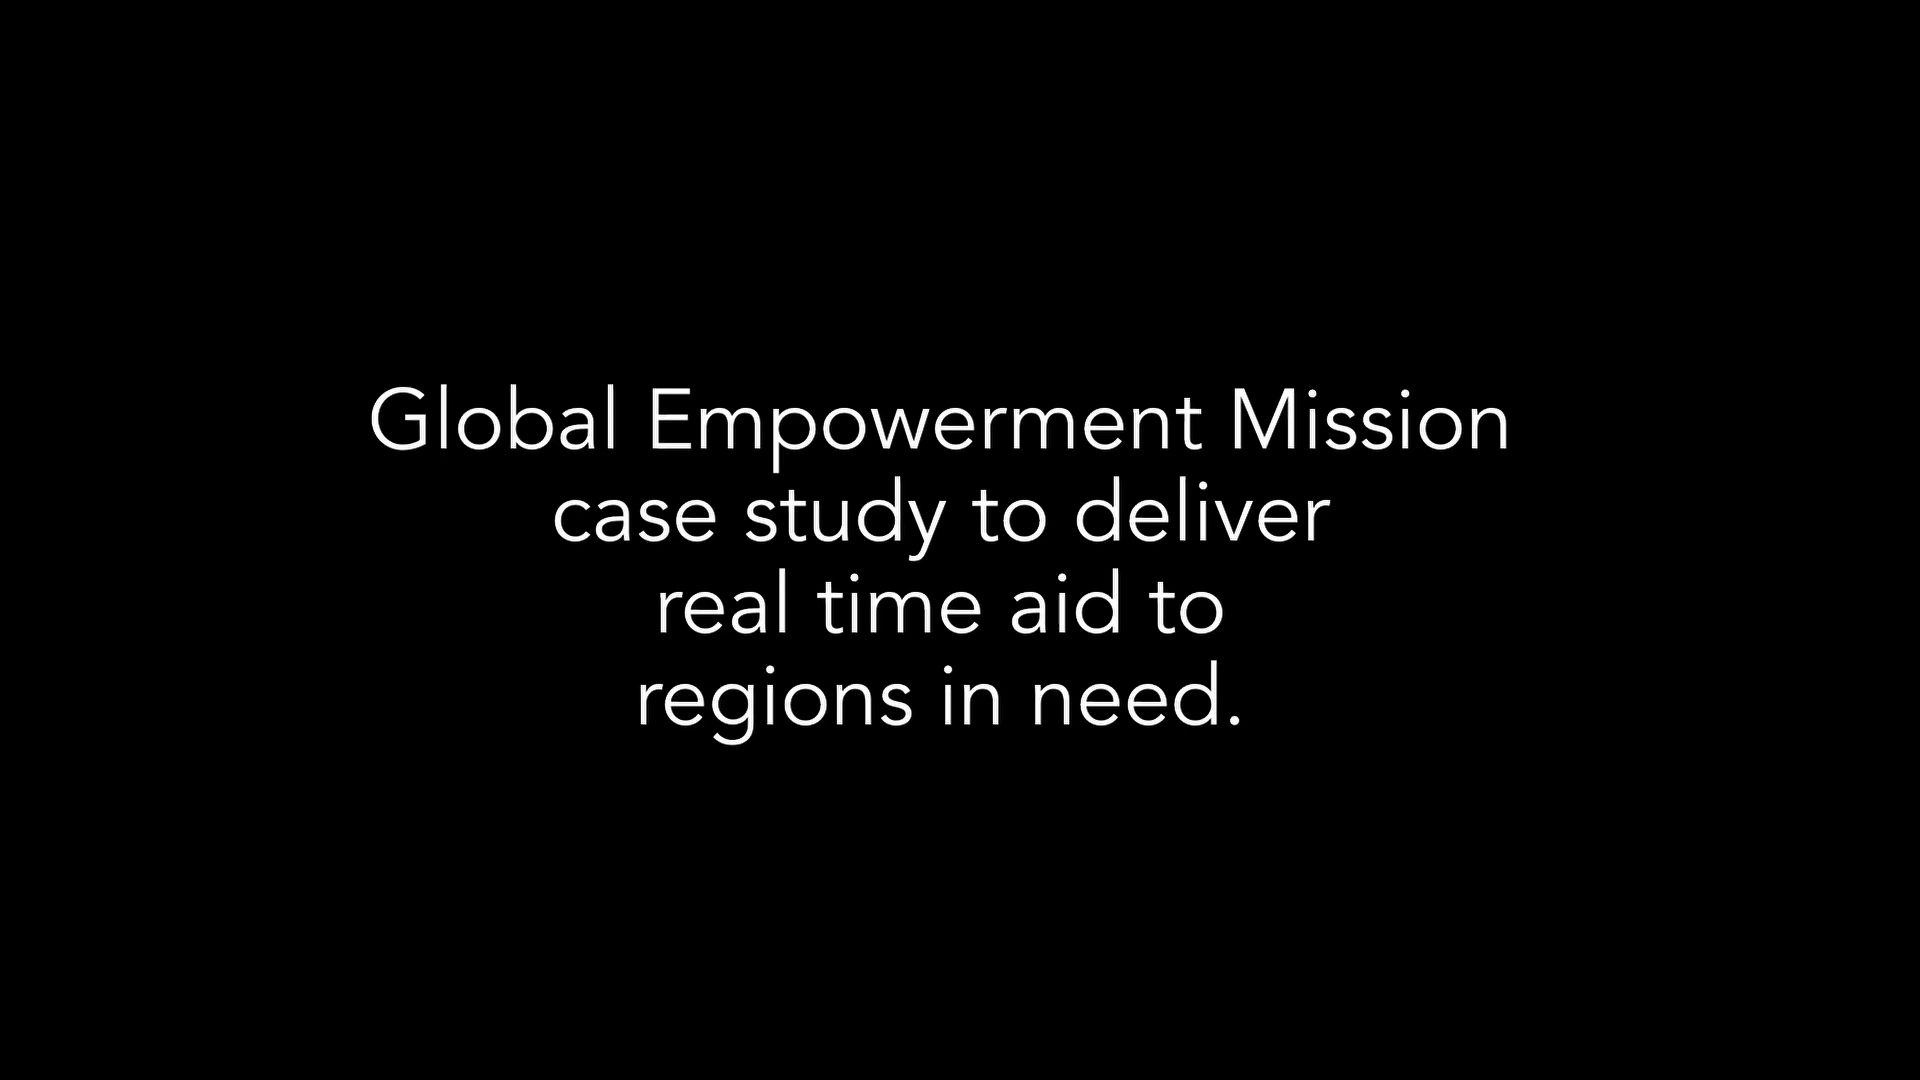 Global Empowerment Mission
case study to deliver
real time aid to
regions in need.